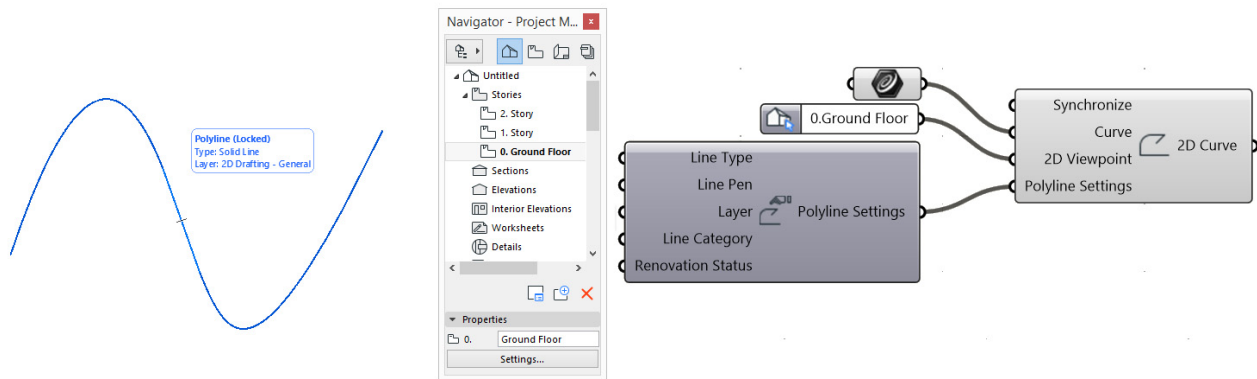 Polyline (Locked)
Type: Solid Line
Layer: 2D Drafting - General
Navigator - Project M...
Untitled
Stories
2. Story
1. Story
0. Ground Floor
Sections
Elevations
Interior Elevations
Worksheets
Details
Properties
0.
Ground Floor
Settings...
0.Ground Floor
Line Type
Line Pen
Layer
Line Category
Renovation Status
Polyline Settings
Synchronize
Curve
2D Viewpoint
Polyline Settings
2D Curve